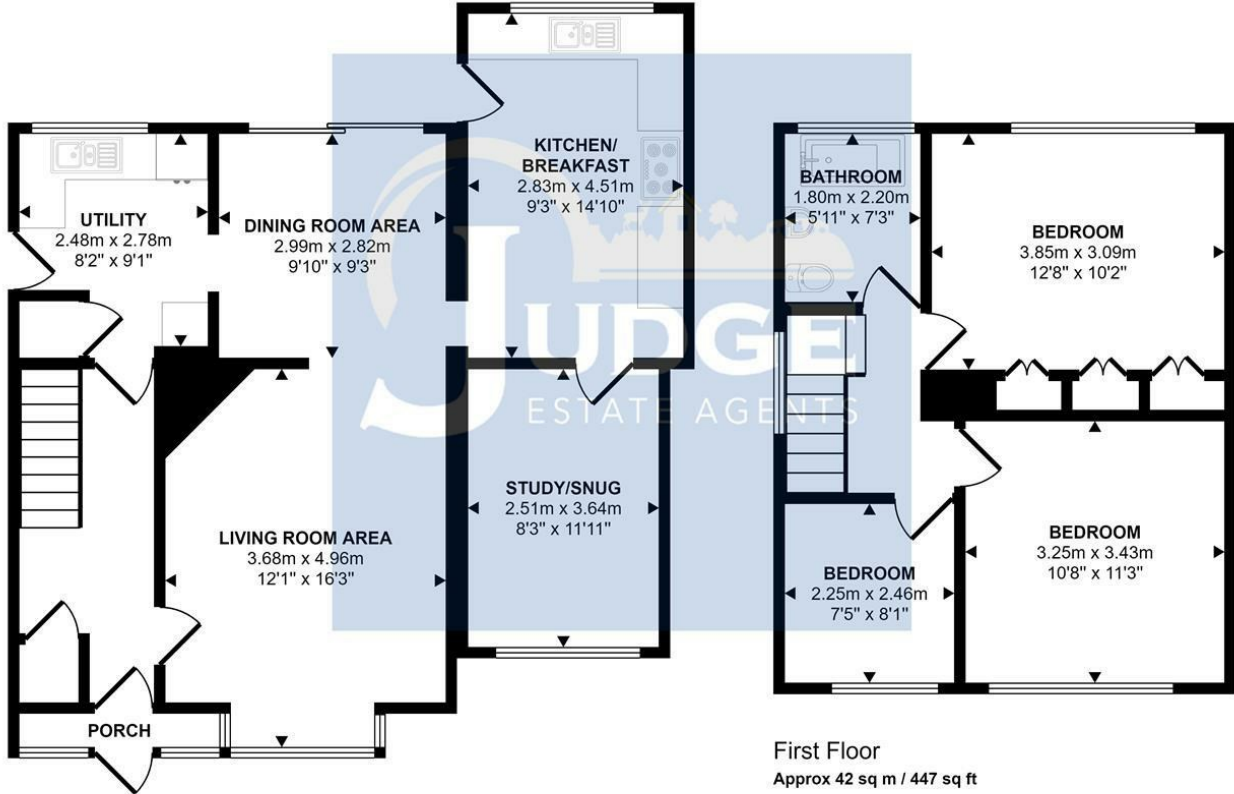 KITCHEN/
BREAKFAST
2.83m x 4.51m
9'3" x 14'10"
UTILITY
2.48m x 2.78m
8'2" x 9'1"
DINING ROOM AREA
2.99m x 2.82m
9'10" x 9'3"
BATHROOM
1.80m x 2.20m
5'11" x 7'3"
BEDROOM
3.85m x 3.09m
12'8" x 10'2"
JUDGE
ESTATE AGENTS
STUDY/SNUG
2.51m x 3.64m
8'3" x 11'11"
LIVING ROOM AREA
3.68m x 4.96m
12'1" x 16'3"
BEDROOM
2.25m x 2.46m
7'5" x 8'1"
BEDROOM
3.25m x 3.43m
10'8" x 11'3"
PORCH
First Floor
Approx 42 sq m / 447 sq ft